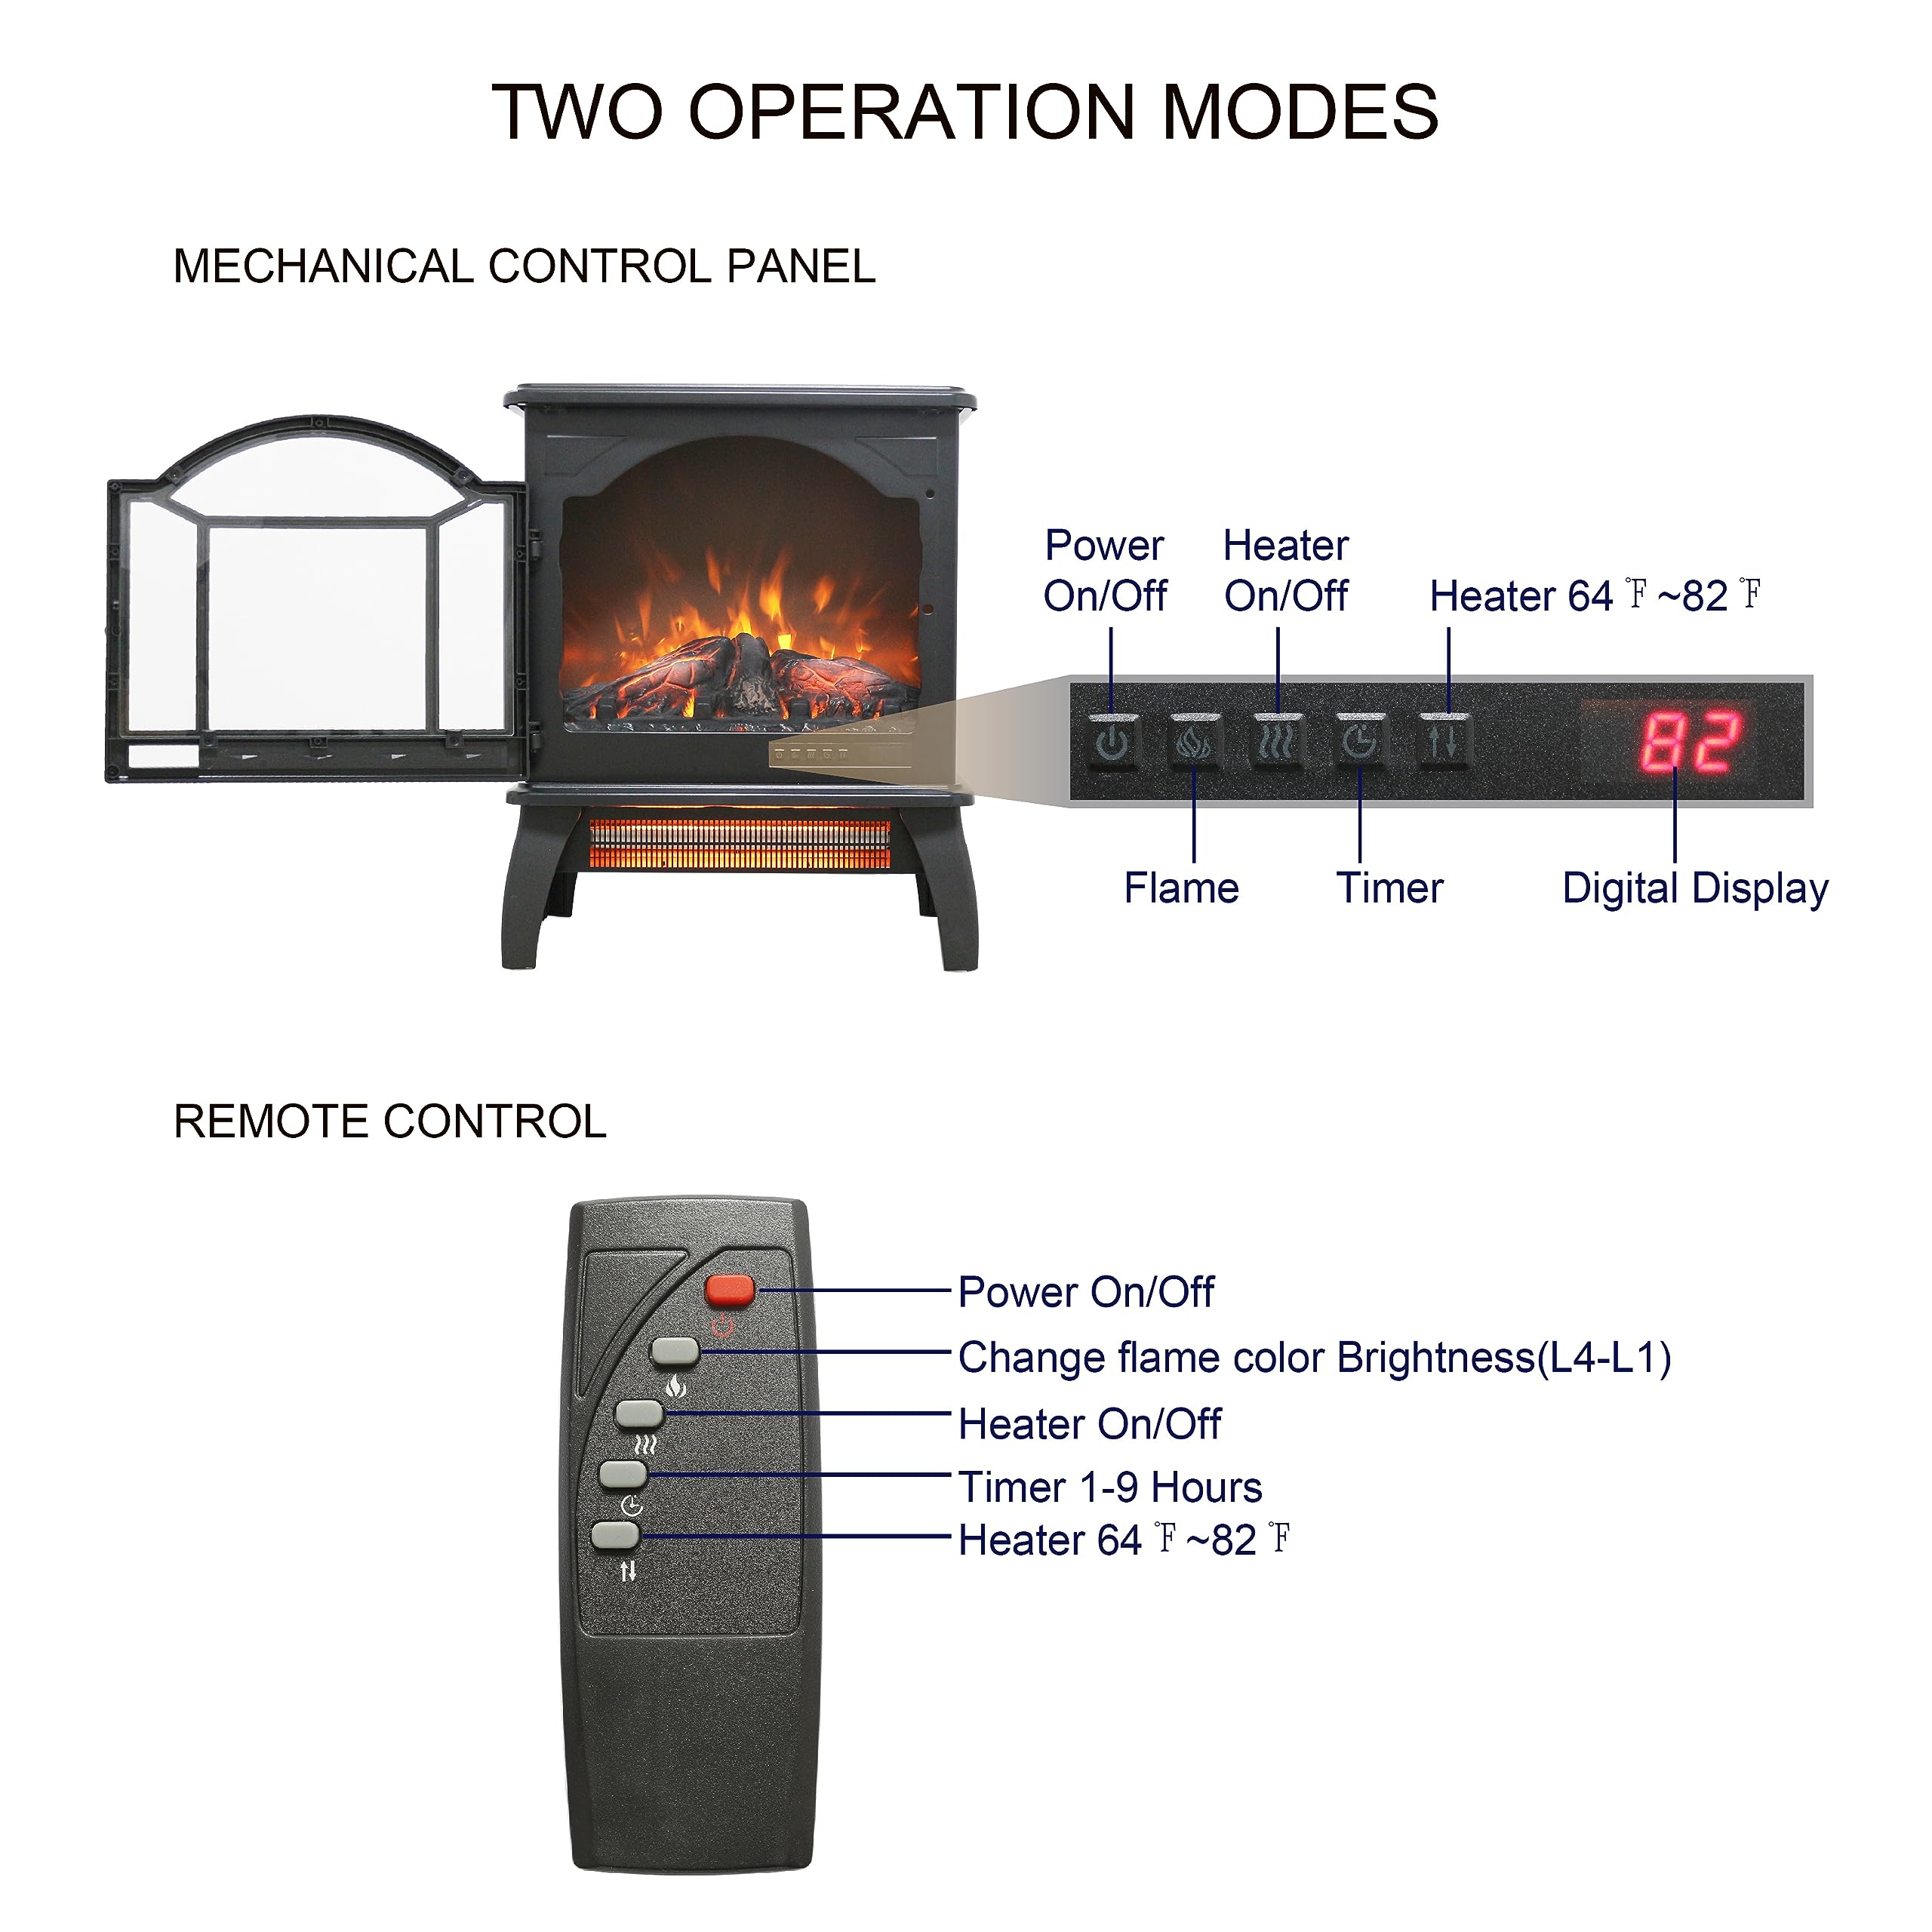 TWO OPERATION MODES
MECHANICAL CONTROL PANEL
Power
On/Off
Heater
On/Off
Heater 64 ℉ ~82 ℉
82
Flame
Timer
Digital Display
REMOTE CONTROL
Power On/Off
Change flame color Brightness(L4-L1)
Heater On/Off
Timer 1-9 Hours
Heater 64 ℉ ~82 ℉